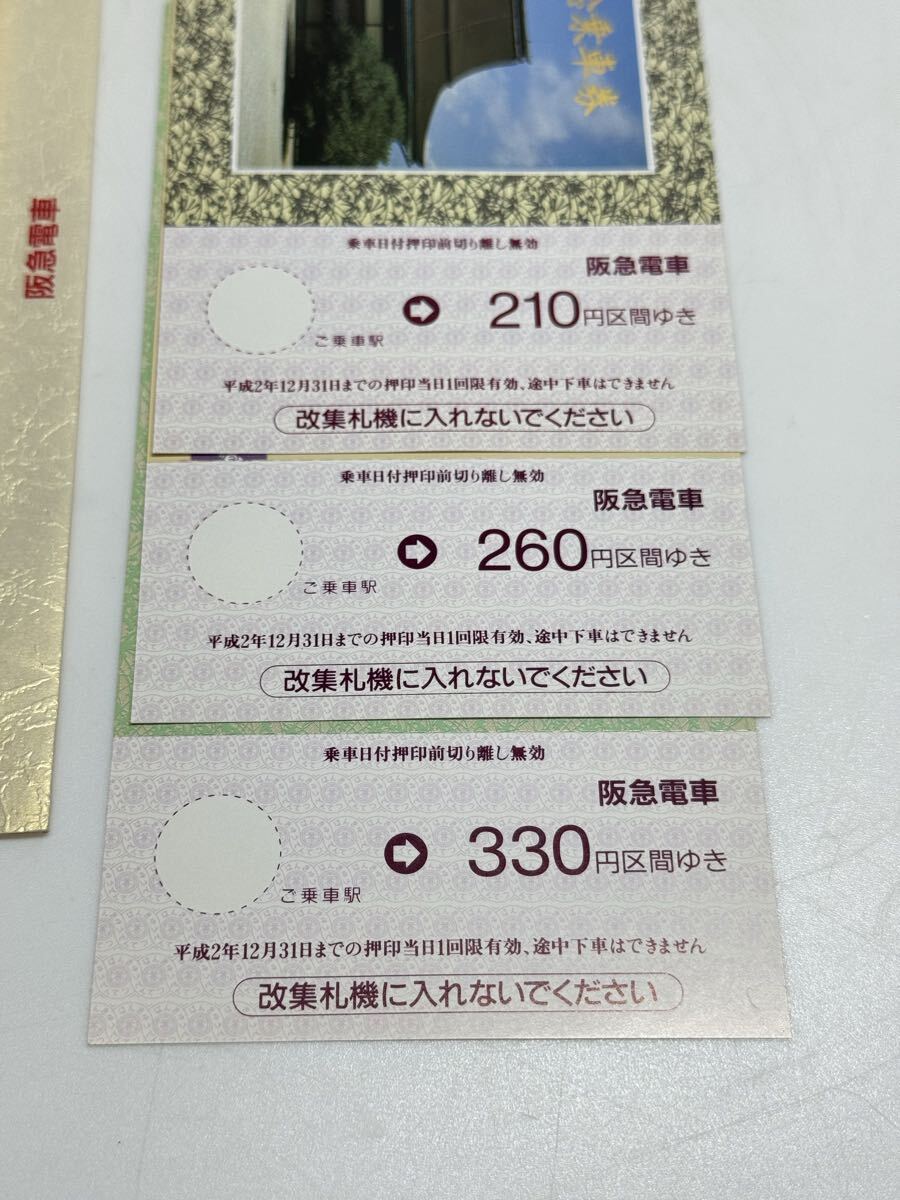 阪急電車
乗車券
乗車日付押印前切り離し無効
阪急電車
210円区間ゆき
ご乗車駅
平成2年12月31日までの押印当日1回限有効、途中下車はできません
改集札機に入れないでください
乗車日付押印前切り離し無効
阪急電車
260円区間ゆき
ご乗車駅
平成2年12月31日までの押印当日1回限有効、途中下車はできません
改集札機に入れないでください
乗車日付押印前切り離し無効
阪急電車
330円区間ゆき
ご乗車駅
平成2年12月31日までの押印当日1回限有効、途中下車はできません
改集札機に入れないでください